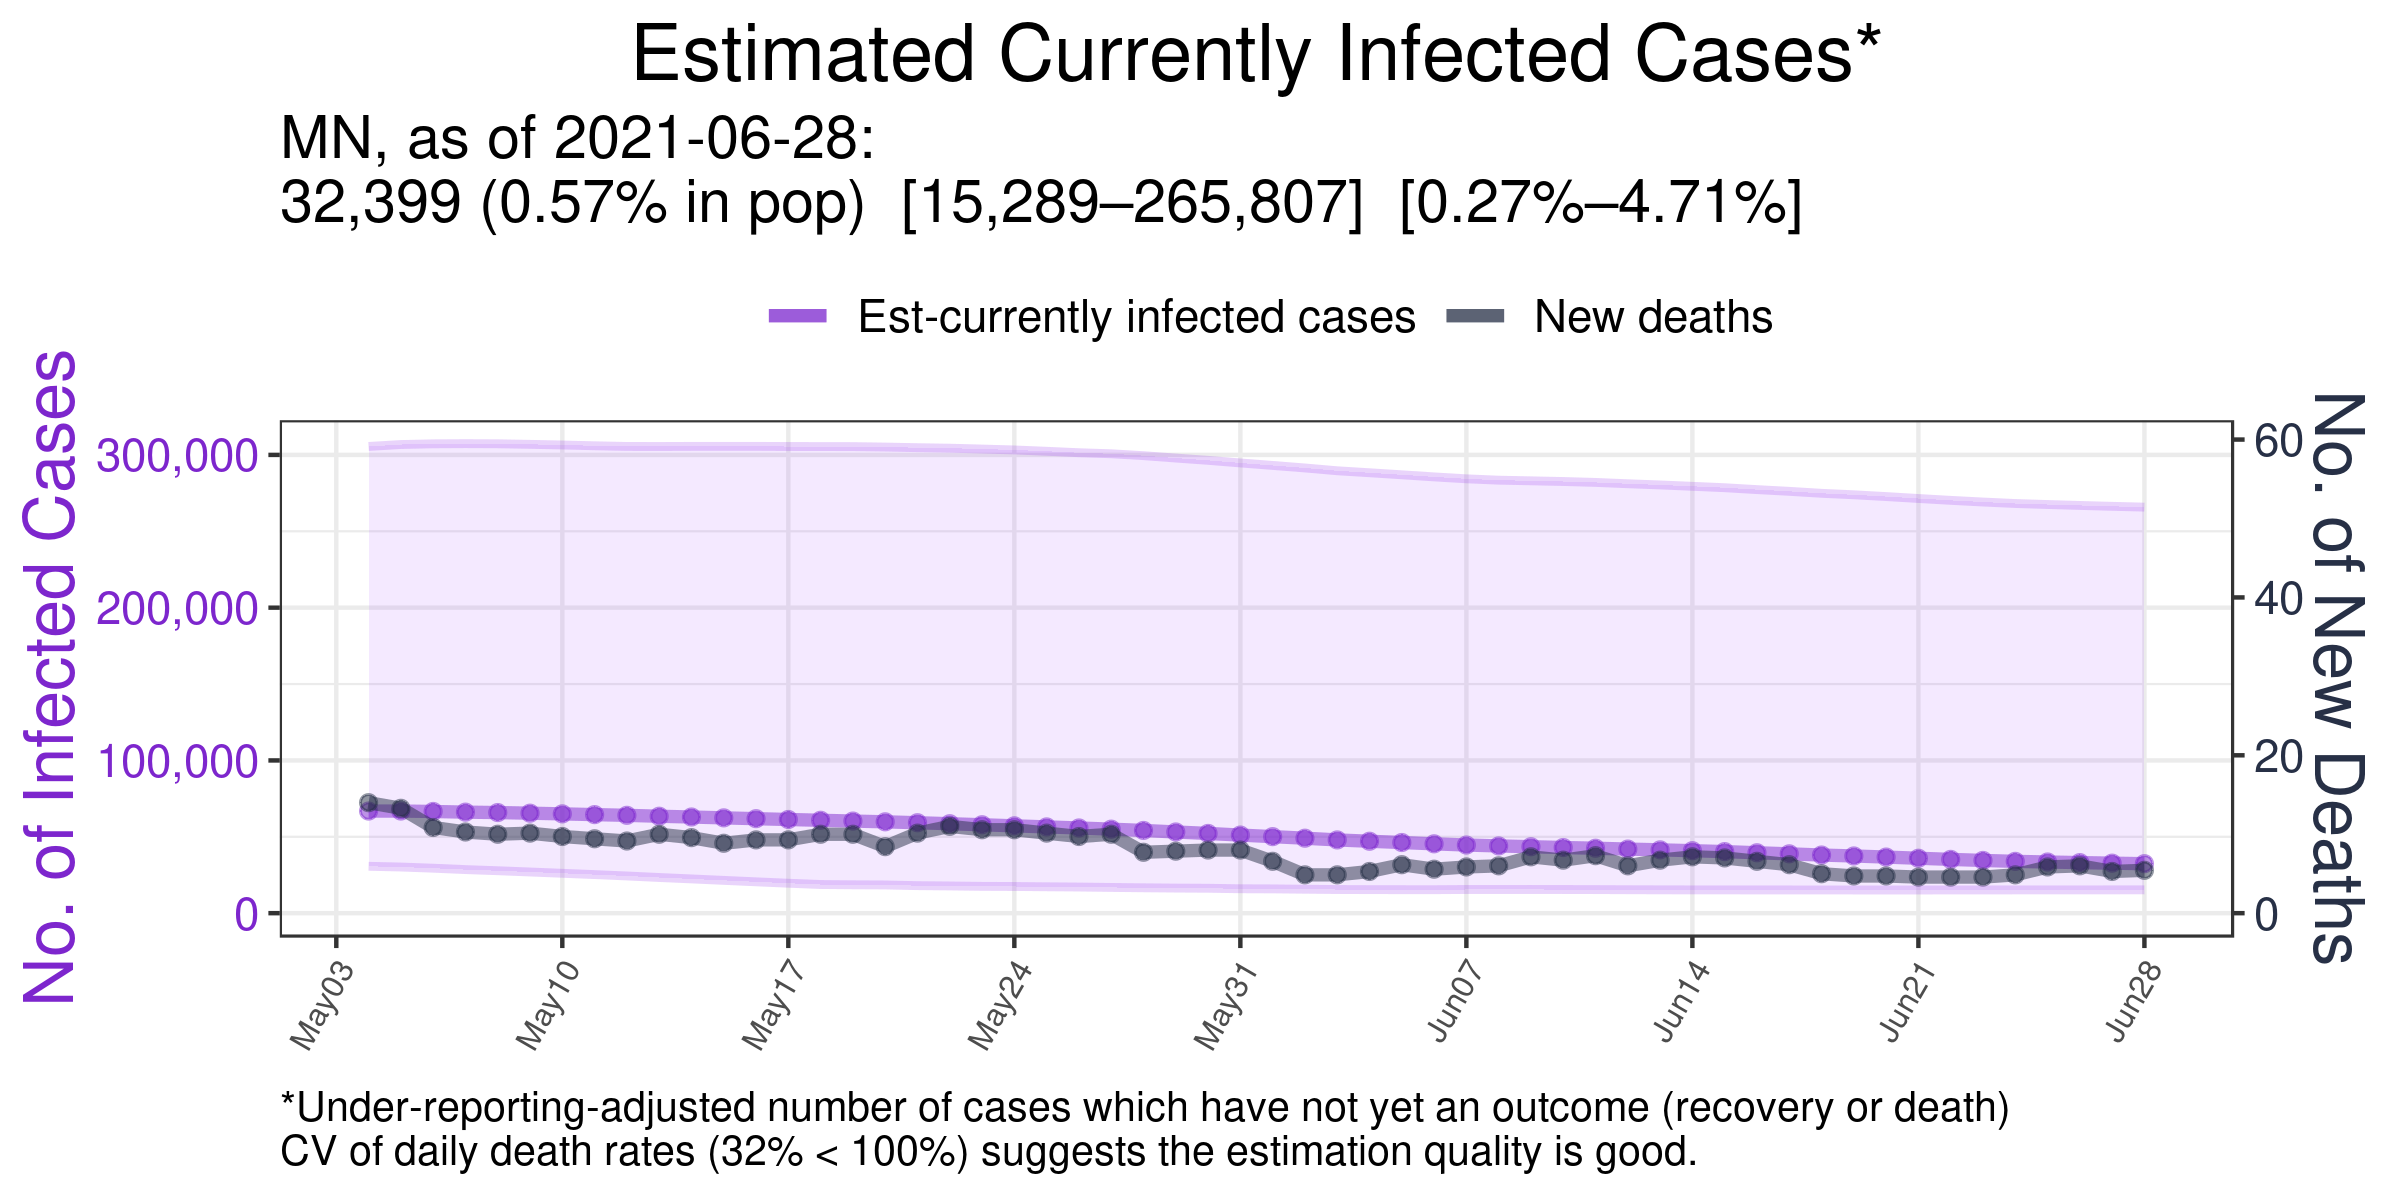 Estimated Currently Infected Cases*
MN, as of 2021-06-28:
32,399 (0.57% in pop)  [15,289–265,807]  [0.27%–4.71%]
Est-currently infected cases
New deaths
No. of Infected Cases
300,000
200,000
100,000
0
60
40
20
0
No. of New Deaths
May03
May10
May17
May24
May31
Jun07
Jun14
Jun21
Jun28
*Under-reporting-adjusted number of cases which have not yet an outcome (recovery or death)
CV of daily death rates (32% < 100%) suggests the estimation quality is good.